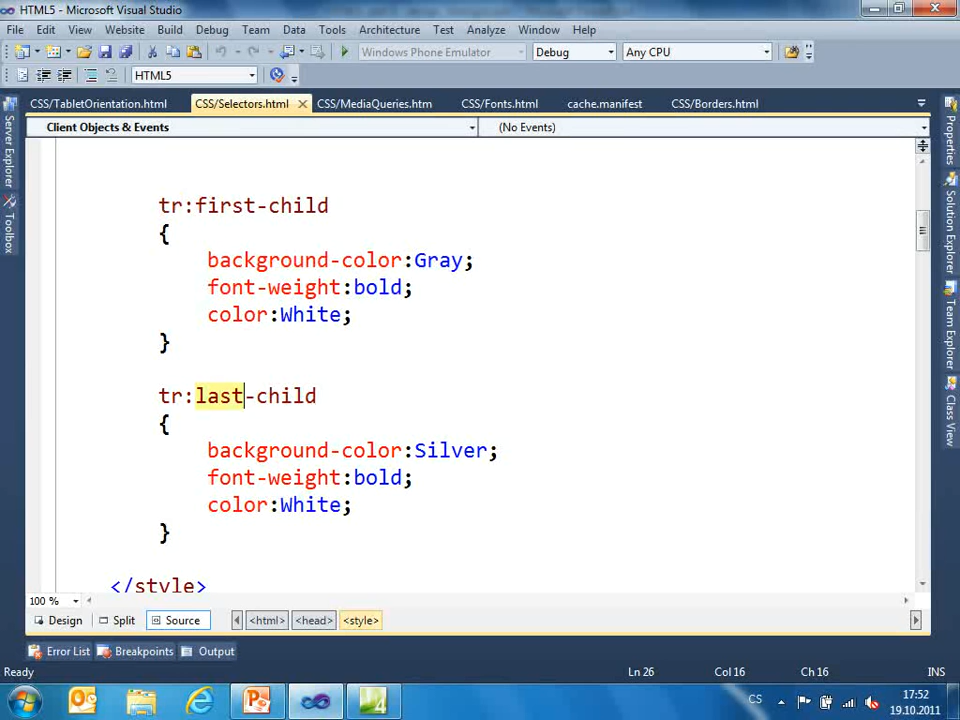 HTML5 - Microsoft Visual Studio
File Edit View Website Build Debug Team Data Tools Architecture Test Analyze Window Help
Windows Phone Emulator Debug Any CPU
HTML5
CSS/TabletOrientation.html CSS/Selectors.html CSS/MediaQueries.htm CSS/Fonts.html cache.manifest CSS/Borders.html
Client Objects & Events (No Events)
Server Explorer
Toolbox
tr:first-child
{
background-color:Gray;
font-weight:bold;
color:White;
}
tr:last-child
{
background-color:Silver;
font-weight:bold;
color:White;
}
</style>
Properties
Solution Explorer
Team Explorer
Class View
100 %
Design Split Source <html> <head> <style>
Error List Breakpoints Output
Ready Ln 26 Col 16 Ch 16 INS
CS 17:52
19.10.2011